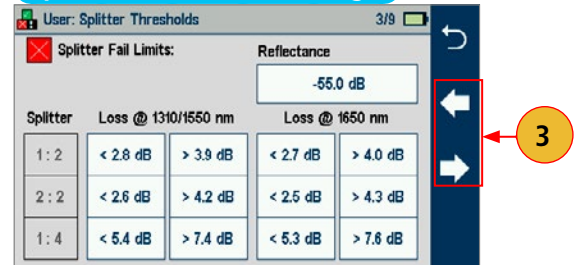 User: Splitter Thresholds 3/9
Splitter Fail Limits: Reflectance
-55.0 dB
Splitter Loss @ 1310/1550 nm Loss @ 1650 nm
1:2 < 2.8 dB > 3.9 dB < 2.7 dB > 4.0 dB
2:2 < 2.6 dB > 4.2 dB < 2.5 dB > 4.3 dB
1:4 < 5.4 dB > 7.4 dB < 5.3 dB > 7.6 dB
3